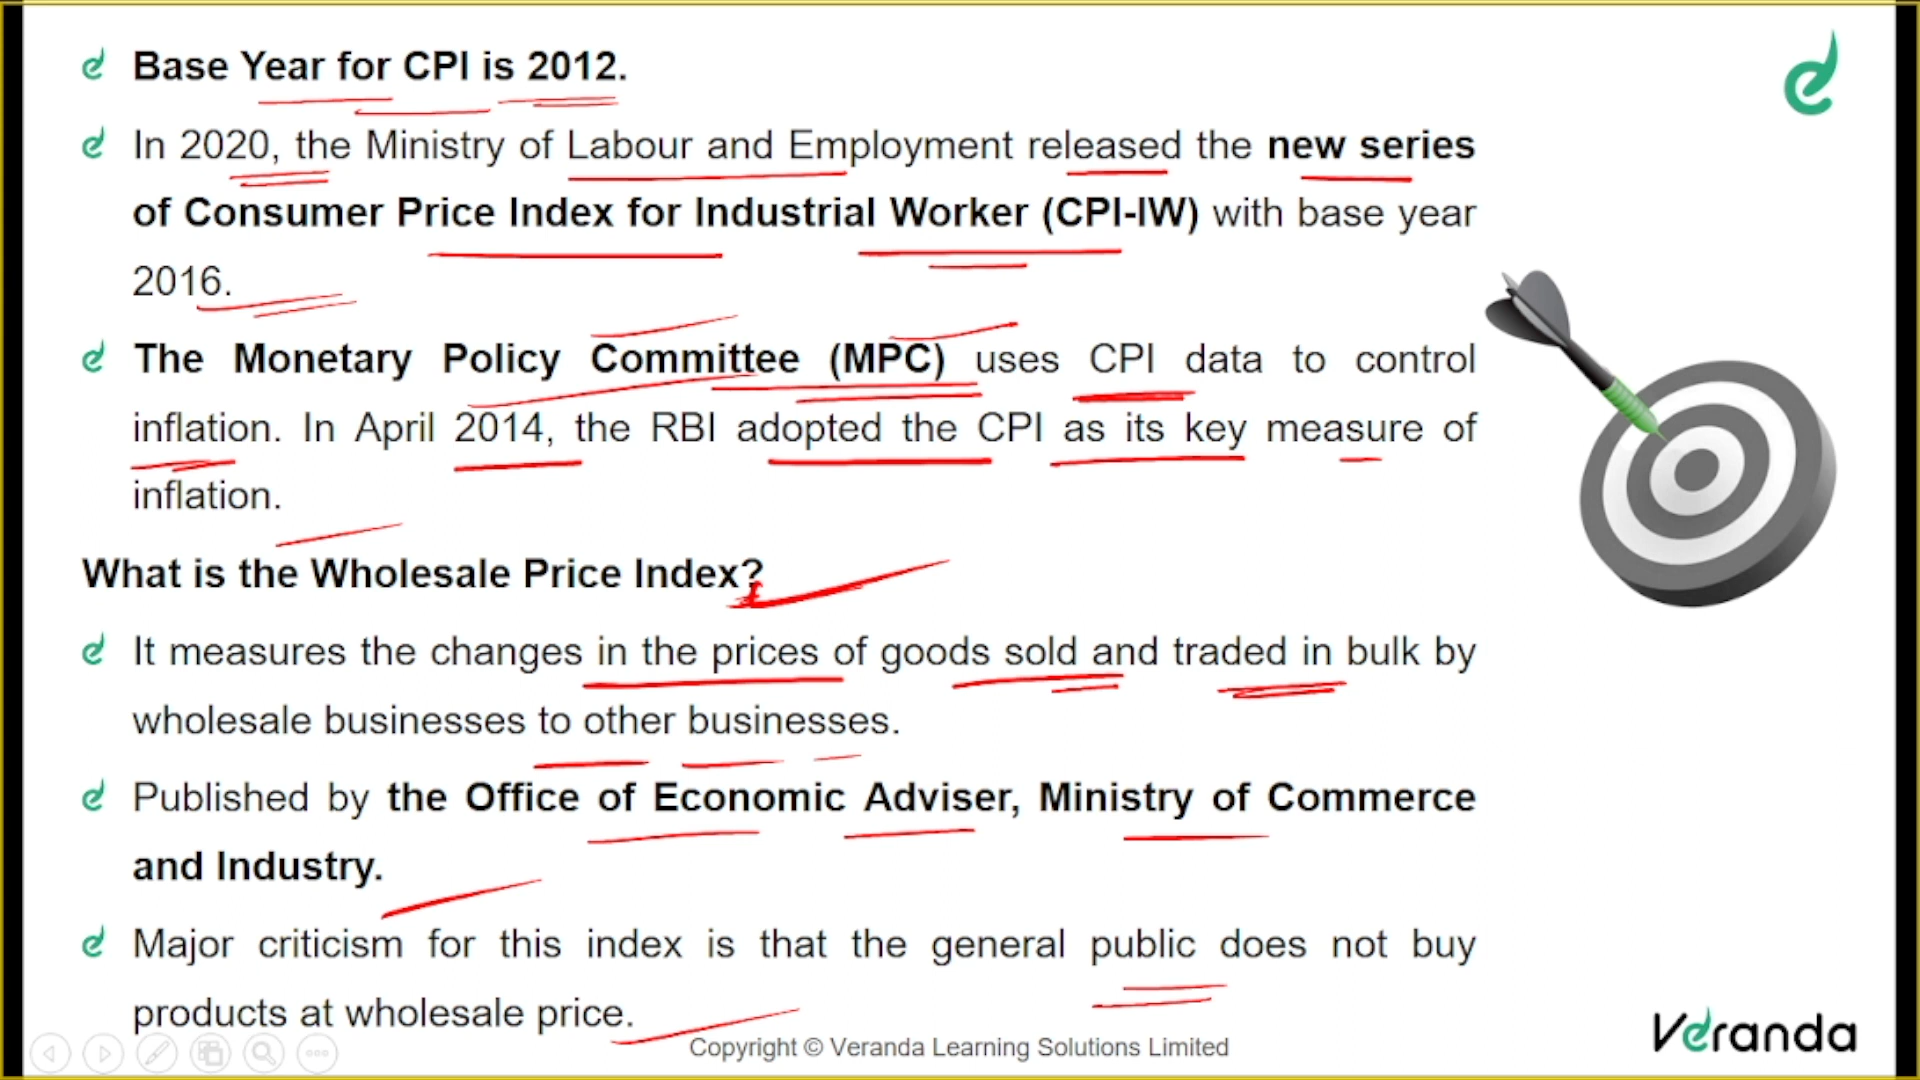 Base Year for CPI is 2012.
In 2020, the Ministry of Labour and Employment released the new series
of Consumer Price Index for Industrial Worker (CPI-IW) with base year
2016.
The Monetary Policy Committee (MPC) uses CPI data to control
inflation. In April 2014, the RBI adopted the CPI as its key measure of
inflation.
What is the Wholesale Price Index?
It measures the changes in the prices of goods sold and traded in bulk by
wholesale businesses to other businesses.
Published by the Office of Economic Adviser, Ministry of Commerce
and Industry.
Major criticism for this index is that the general public does not buy
products at wholesale price.
Copyright © Veranda Learning Solutions Limited
Veranda